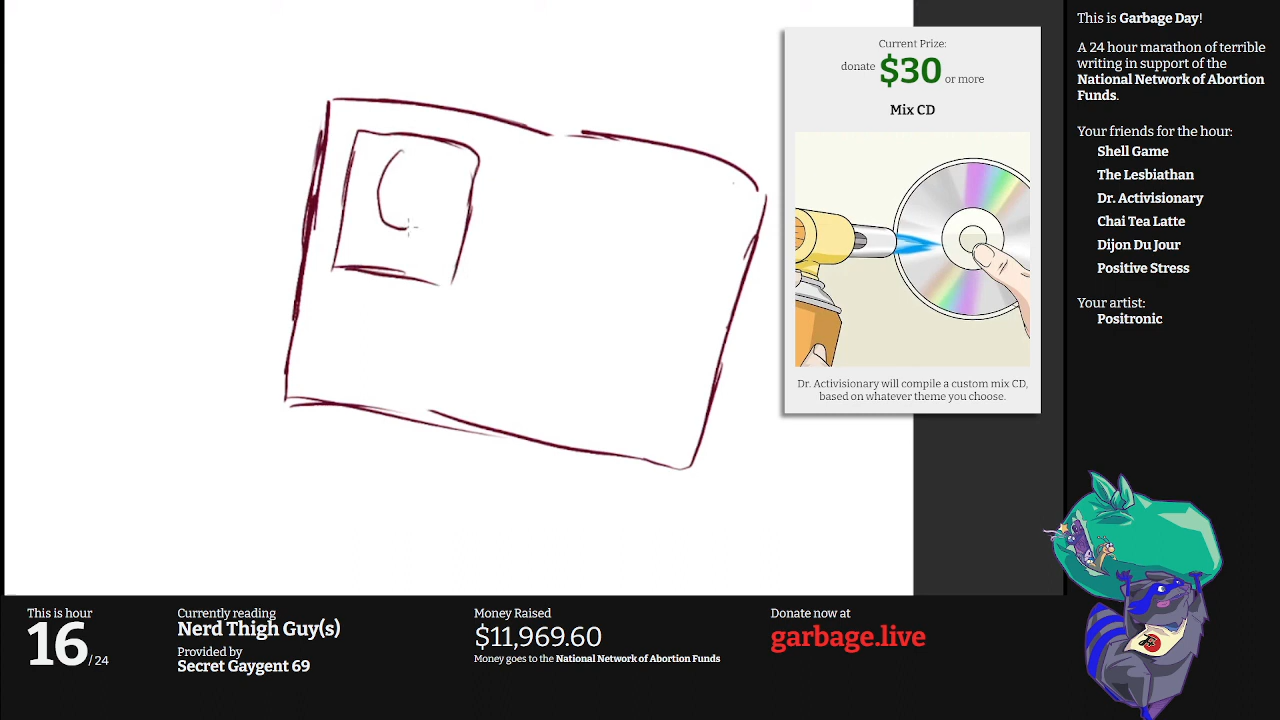 Current Prize:
donate $30 or more
Mix CD
Dr. Activisionary will compile a custom mix CD,
based on whatever theme you choose.
This is Garbage Day!
A 24 hour marathon of terrible
writing in support of the
National Network of Abortion
Funds.
Your friends for the hour:
Shell Game
The Lesbiathan
Dr. Activisionary
Chai Tea Latte
Dijon Du Jour
Positive Stress
Your artist:
Positronic
This is hour
16 / 24
Currently reading
Nerd Thigh Guy(s)
Provided by
Secret Gaygent 69
Money Raised
$11,969.60
Money goes to the National Network of Abortion Funds
Donate now at
garbage.live